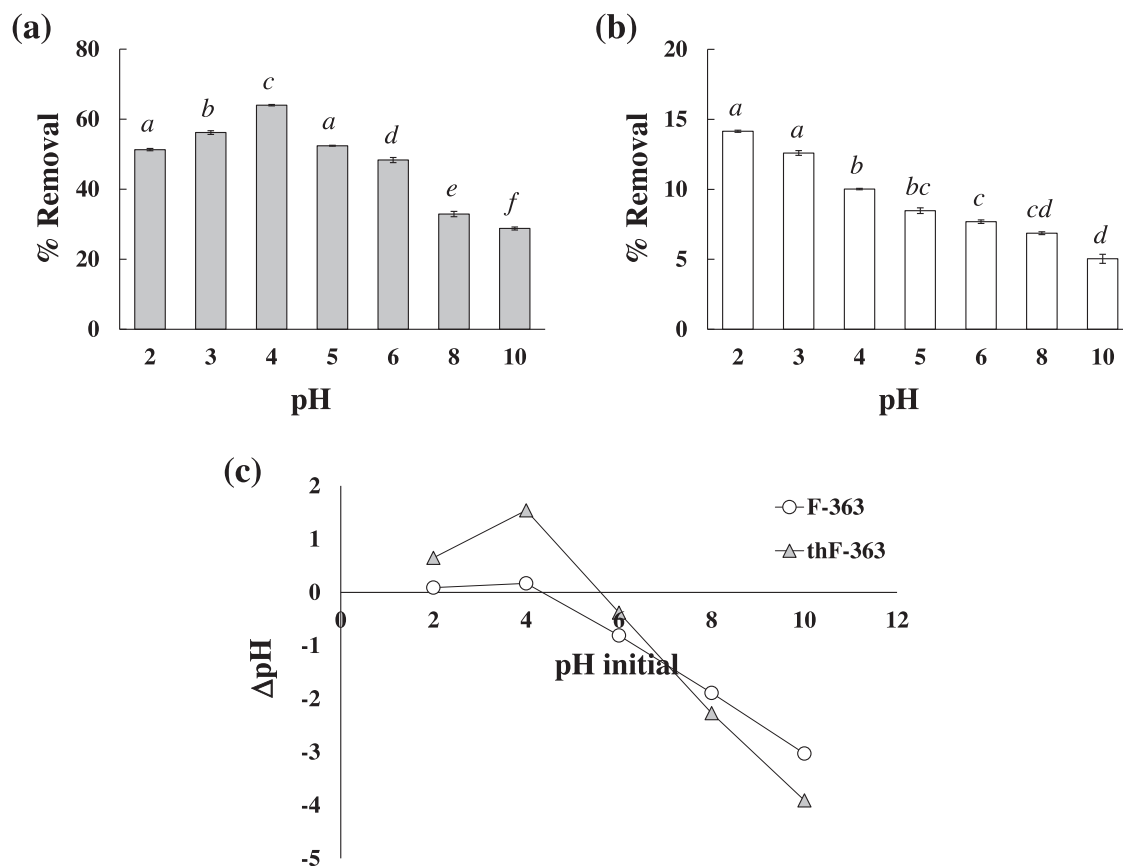 (a)
80
60
40
20
0
% Removal
a
b
c
a
d
e
f
2 3 4 5 6 8 10
pH
(b)
20
15
10
5
0
% Removal
a
a
b
bc
c
cd
d
2 3 4 5 6 8 10
pH
(c)
2
1
0
-1
-2
-3
-4
-5
ΔpH
0 2 4 6 8 10 12
pH initial
F-363
thF-363